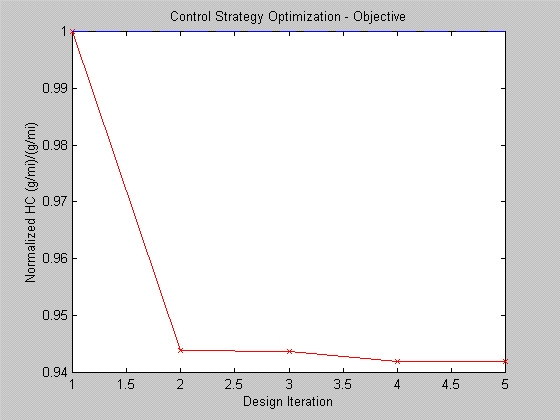 Control Strategy Optimization - Objective
1
0.99
0.98
0.97
0.96
0.95
0.94
Normalized HC (g/mi)/(g/mi)
1 1.5 2 2.5 3 3.5 4 4.5 5
Design Iteration